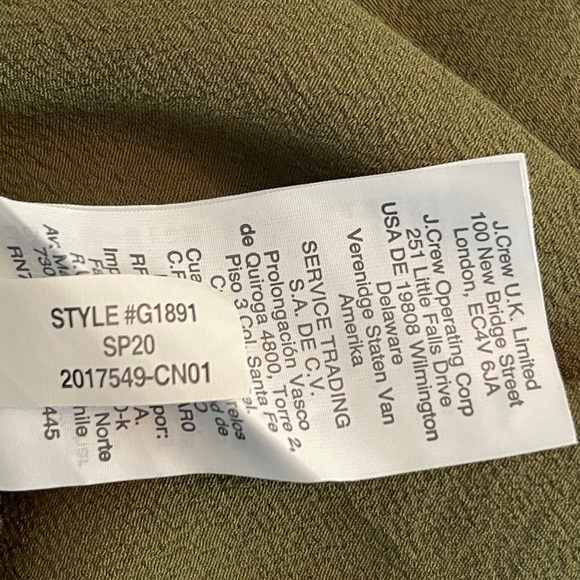 STYLE #G1891
SP20
2017549-CN01
J.Crew U.K. Limited
100 New Bridge Street
London, EC4V 6JA
J.Crew Operating Corp
251 Little Falls Drive
USA DE 19808 Wilmington
Delaware
Verenidge Staten Van
Amerika
SERVICE TRADING
S.A. DE C.V.
Prolongación Vasco
de Quiroga 4800, Torre 2,
Piso 3 Col. Santa Fe
Norte
445